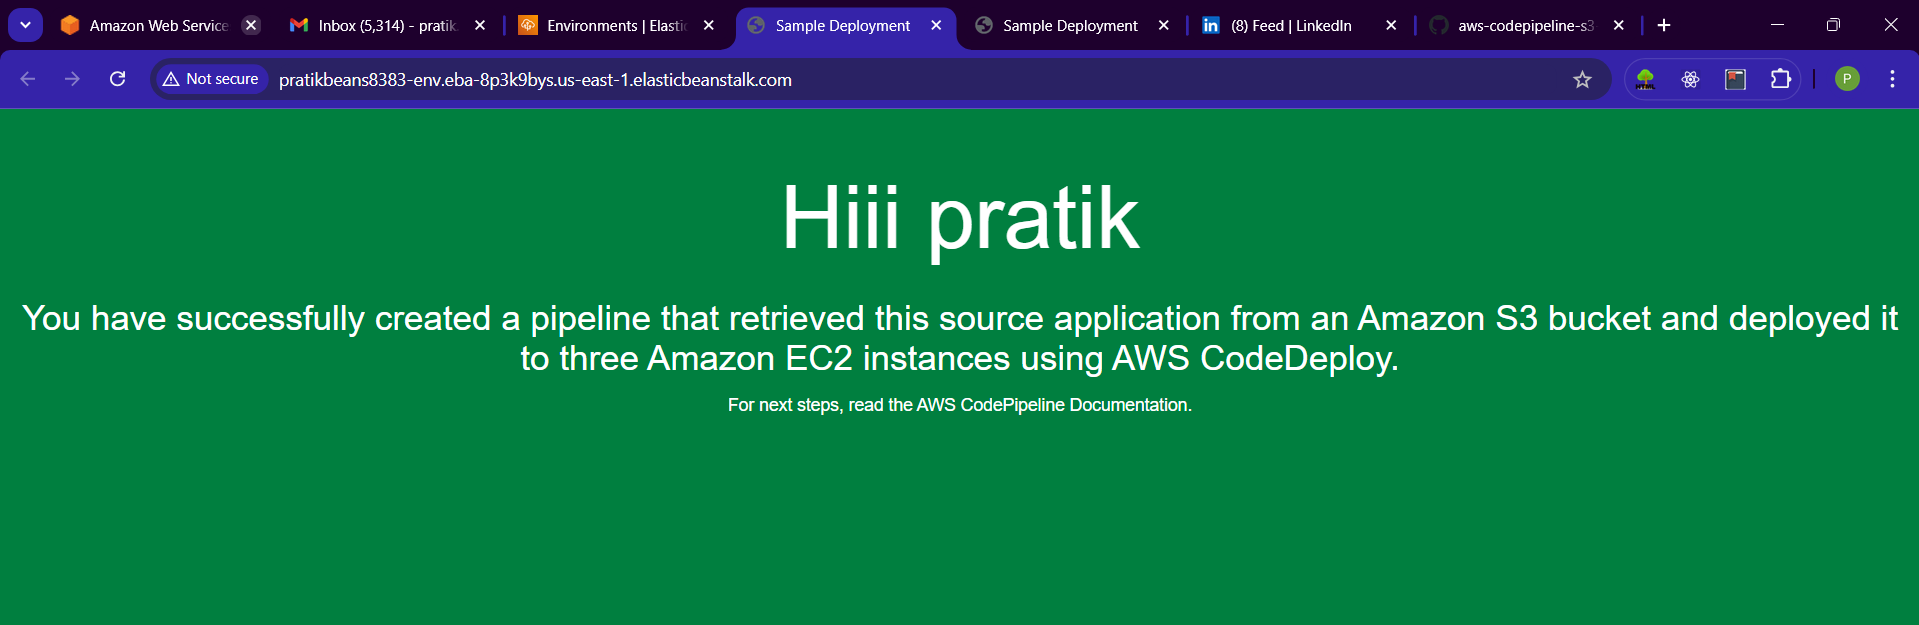 Amazon Web Service
Inbox (5,314) - pratik
Environments | Elastic
Sample Deployment
Sample Deployment
(8) Feed | LinkedIn
aws-codepipeline-s3
Not secure
pratikbeans8383-env.eba-8p3k9bys.us-east-1.elasticbeanstalk.com
P
Hiii pratik
You have successfully created a pipeline that retrieved this source application from an Amazon S3 bucket and deployed it
to three Amazon EC2 instances using AWS CodeDeploy.
For next steps, read the AWS CodePipeline Documentation.